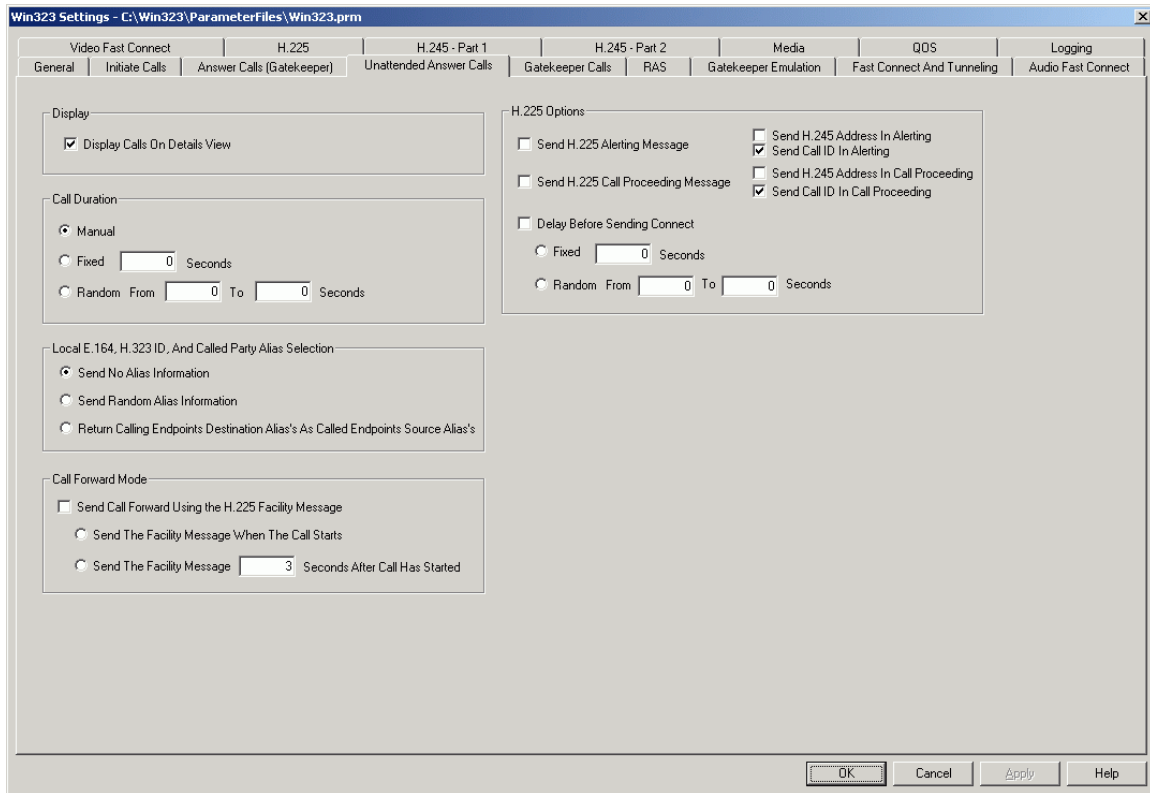 Win323 Settings - C:\Win323\ParameterFiles\Win323.prm
Video Fast Connect H.225 H.245 - Part 1 H.245 - Part 2 Media QOS Logging
General Initiate Calls Answer Calls (Gatekeeper) Unattended Answer Calls Gatekeeper Calls RAS Gatekeeper Emulation Fast Connect And Tunneling Audio Fast Connect
Display
Display Calls On Details View
Call Duration
Manual
Fixed 0 Seconds
Random From 0 To 0 Seconds
Local E.164, H.323 ID, And Called Party Alias Selection
Send No Alias Information
Send Random Alias Information
Return Calling Endpoints Destination Alias's As Called Endpoints Source Alias's
Call Forward Mode
Send Call Forward Using the H.225 Facility Message
Send The Facility Message When The Call Starts
Send The Facility Message 3 Seconds After Call Has Started
H.225 Options
Send H.225 Alerting Message
Send H.245 Address In Alerting
Send Call ID In Alerting
Send H.225 Call Proceeding Message
Send H.245 Address In Call Proceeding
Send Call ID In Call Proceeding
Delay Before Sending Connect
Fixed 0 Seconds
Random From 0 To 0 Seconds
OK Cancel Apply Help